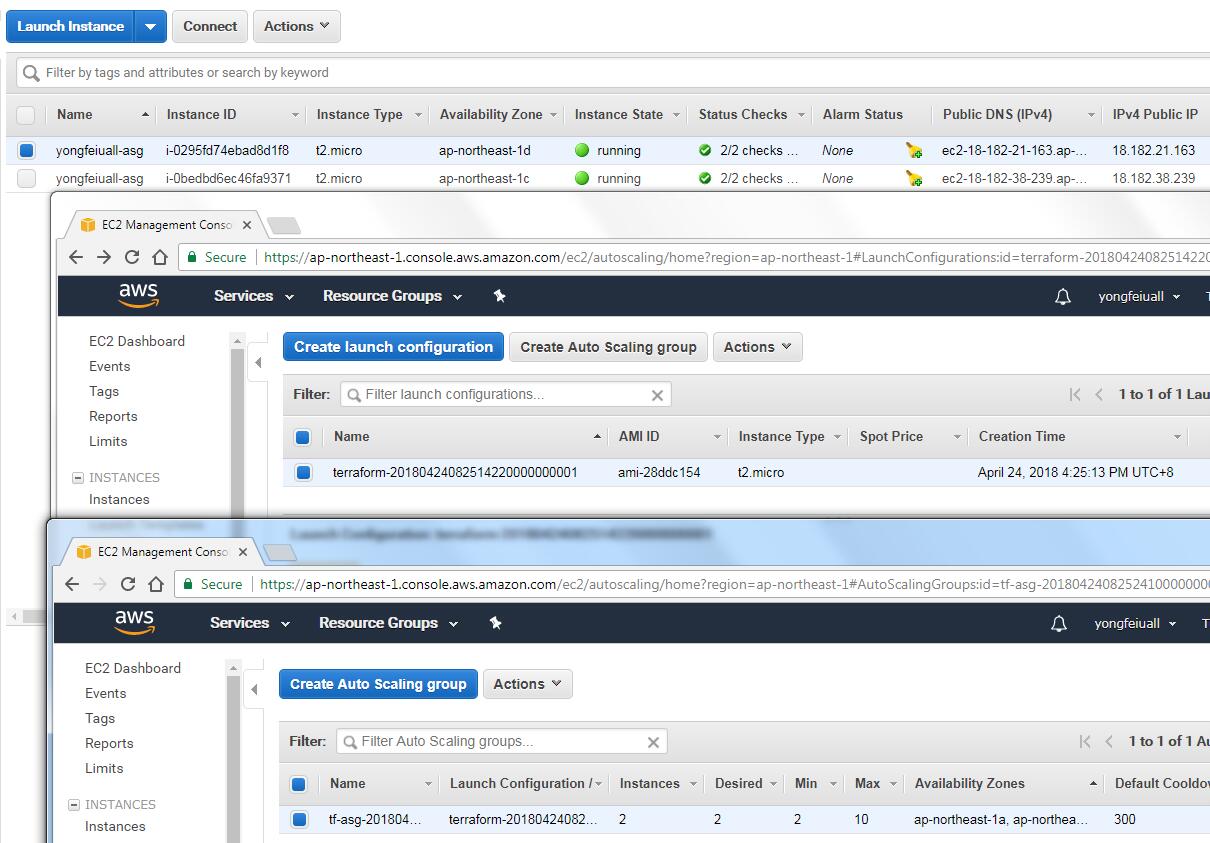 Launch Instance Connect Actions
Filter by tags and attributes or search by keyword
Name Instance ID Instance Type Availability Zone Instance State Status Checks Alarm Status Public DNS (IPv4) IPv4 Public IP
yongfeiuall-asg i-0295fd74ebad8d1f8 t2.micro ap-northeast-1d running 2/2 checks ... None ec2-18-182-21-163.ap-... 18.182.21.163
yongfeiuall-asg i-0bedbd6ec46fa9371 t2.micro ap-northeast-1c running 2/2 checks ... None ec2-18-182-38-239.ap-... 18.182.38.239
EC2 Management Conso
Secure https://ap-northeast-1.console.aws.amazon.com/ec2/autoscaling/home?region=ap-northeast-1#LaunchConfigurations:id=terraform-2018042408251422
aws Services Resource Groups yongfeiuall T
EC2 Dashboard
Events
Tags
Reports
Limits
INSTANCES
Instances
Create launch configuration Create Auto Scaling group Actions
Filter: Filter launch configurations... 1 to 1 of 1 Lau
Name AMI ID Instance Type Spot Price Creation Time
terraform-20180424082514220000000001 ami-28ddc154 t2.micro April 24, 2018 4:25:13 PM UTC+8
EC2 Management Conso
Secure https://ap-northeast-1.console.aws.amazon.com/ec2/autoscaling/home?region=ap-northeast-1#AutoScalingGroups:id=tf-asg-2018042408252410000000
aws Services Resource Groups yongfeiuall T
EC2 Dashboard
Events
Tags
Reports
Limits
INSTANCES
Instances
Create Auto Scaling group Actions
Filter: Filter Auto Scaling groups... 1 to 1 of 1 Au
Name Launch Configuration / Instances Desired Min Max Availability Zones Default Cooldov
tf-asg-201804... terraform-20180424082... 2 2 2 10 ap-northeast-1a, ap-northea... 300